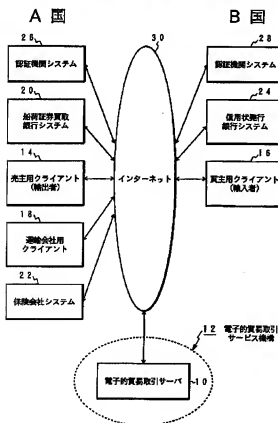 A 国
B 国
26
認証機関システム
20
船荷証券買取
銀行システム
14
売主用クライアント
(輸出者)
18
運輸会社用
クライアント
22
保険会社システム
30
インターネット
28
認証機関システム
24
信用状発行
銀行システム
16
買主用クライアント
(輸入者)
12 電子的貿易取引
サービス機構
電子的貿易取引サーバ
10